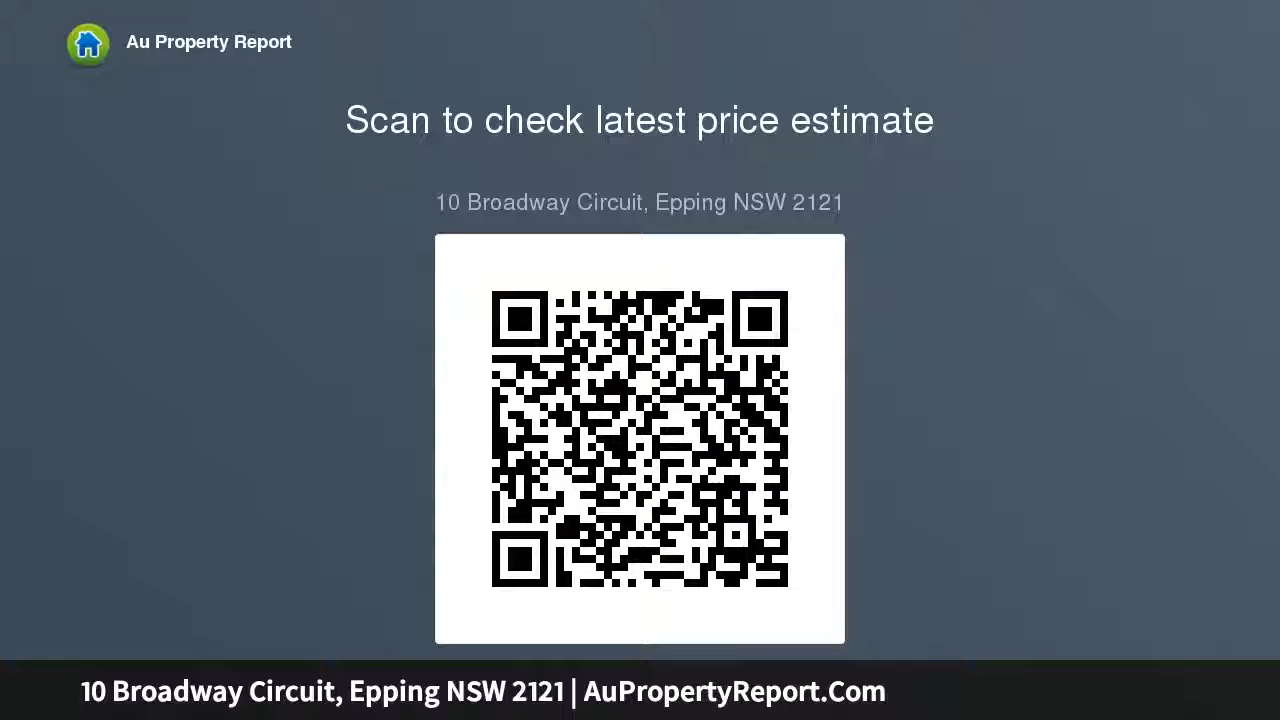 Au Property Report
Scan to check latest price estimate
10 Broadway Circuit, Epping NSW 2121
10 Broadway Circuit, Epping NSW 2121 | AuPropertyReport.Com